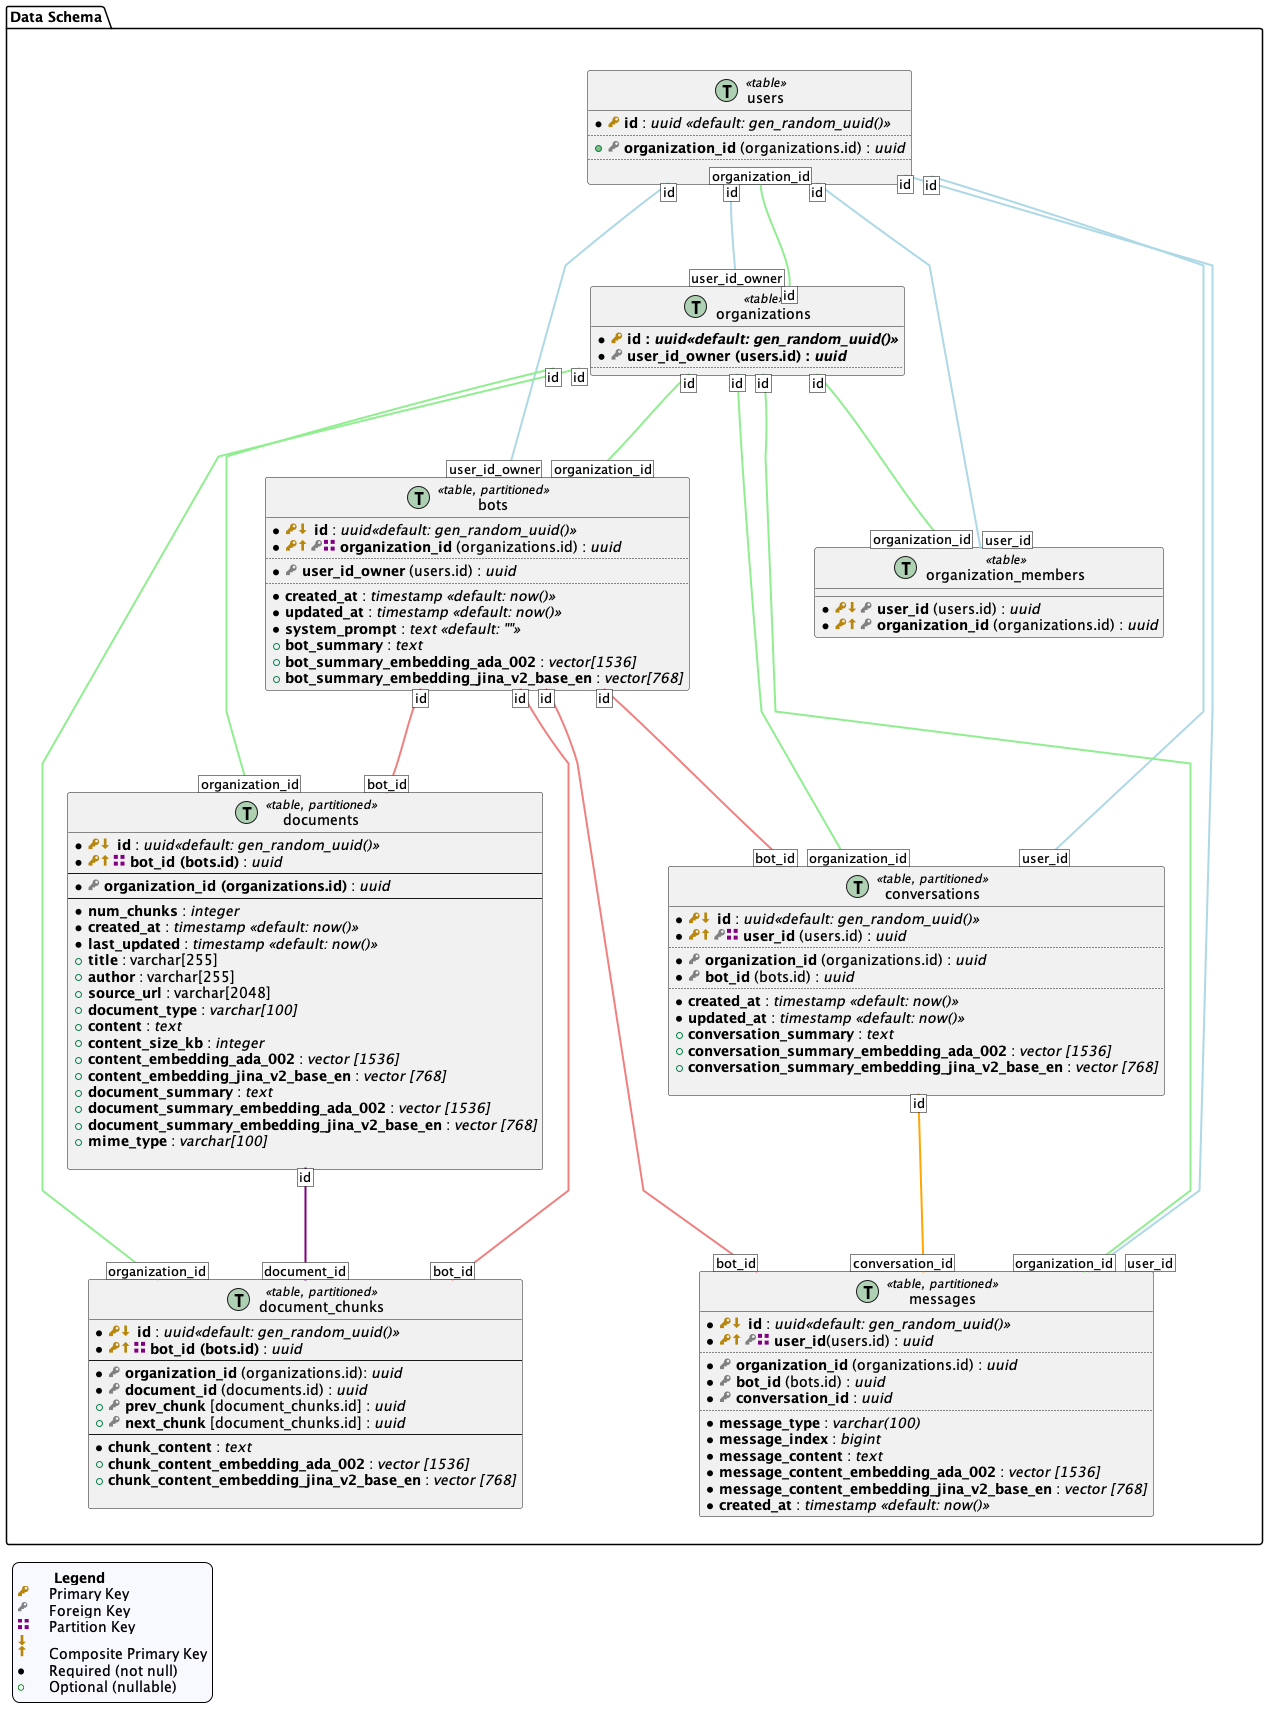 Data Schema
«table»
users
id : uuid «default: gen_random_uuid()»
organization_id (organizations.id) : uuid
organization_id
id
id
id
id
id
user_id_owner
id
«table»
organizations
id : uuid«default: gen_random_uuid()»
user_id_owner (users.id) : uuid
id
id
id
id
id
id
user_id_owner
organization_id
«table, partitioned»
bots
id : uuid«default: gen_random_uuid()»
organization_id (organizations.id) : uuid
user_id_owner (users.id) : uuid
created_at : timestamp «default: now()»
updated_at : timestamp «default: now()»
system_prompt : text «default: ""»
bot_summary : text
bot_summary_embedding_ada_002 : vector[1536]
bot_summary_embedding_jina_v2_base_en : vector[768]
id
id
id
id
organization_id
user_id
«table»
organization_members
user_id (users.id) : uuid
organization_id (organizations.id) : uuid
organization_id
bot_id
«table, partitioned»
documents
id : uuid«default: gen_random_uuid()»
bot_id (bots.id) : uuid
organization_id (organizations.id) : uuid
num_chunks : integer
created_at : timestamp «default: now()»
last_updated : timestamp «default: now()»
title : varchar[255]
author : varchar[255]
source_url : varchar[2048]
document_type : varchar[100]
content : text
content_size_kb : integer
content_embedding_ada_002 : vector [1536]
content_embedding_jina_v2_base_en : vector [768]
document_summary : text
document_summary_embedding_ada_002 : vector [1536]
document_summary_embedding_jina_v2_base_en : vector [768]
mime_type : varchar[100]
id
bot_id
organization_id
user_id
«table, partitioned»
conversations
id : uuid«default: gen_random_uuid()»
user_id (users.id) : uuid
organization_id (organizations.id) : uuid
bot_id (bots.id) : uuid
created_at : timestamp «default: now()»
updated_at : timestamp «default: now()»
conversation_summary : text
conversation_summary_embedding_ada_002 : vector [1536]
conversation_summary_embedding_jina_v2_base_en : vector [768]
id
organization_id
document_id
bot_id
«table, partitioned»
document_chunks
id : uuid«default: gen_random_uuid()»
bot_id (bots.id) : uuid
organization_id (organizations.id): uuid
document_id (documents.id) : uuid
prev_chunk [document_chunks.id] : uuid
next_chunk [document_chunks.id] : uuid
chunk_content : text
chunk_content_embedding_ada_002 : vector [1536]
chunk_content_embedding_jina_v2_base_en : vector [768]
bot_id
conversation_id
organization_id
user_id
«table, partitioned»
messages
id : uuid«default: gen_random_uuid()»
user_id(users.id) : uuid
organization_id (organizations.id) : uuid
bot_id (bots.id) : uuid
conversation_id : uuid
message_type : varchar(100)
message_index : bigint
message_content : text
message_content_embedding_ada_002 : vector [1536]
message_content_embedding_jina_v2_base_en : vector [768]
created_at : timestamp «default: now()»
Legend
Primary Key
Foreign Key
Partition Key
Composite Primary Key
Required (not null)
Optional (nullable)